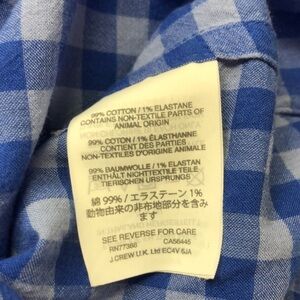 99% COTTON / 1% ELASTANE
CONTAINS NON-TEXTILE PARTS OF
ANIMAL ORIGIN
99% COTON / 1% ÉLASTHANNE
CONTIENT DES PARTIES
NON-TEXTILES D'ORIGINE ANIMALE
99% BAUMWOLLE / 1% ELASTAN
ENTHÄLT NICHTTEXTILE TEILE
TIERISCHEN URSPRUNGS
綿 99% / エラステーン 1%
動物由来の非布地部分を含み
ます
SEE REVERSE FOR CARE
RN77388 CA56445
J.CREW U.K. Ltd EC4V 6JA